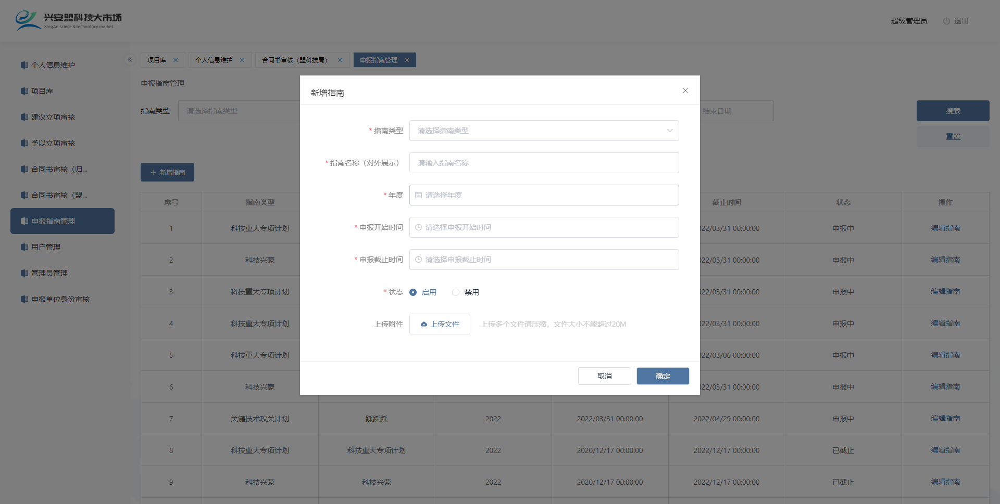 兴安盟科技大市场
XingAn sciece & technology market
超级管理员
退出
个人信息维护
项目库
建议立项审核
予以立项审核
合同书审核（归...
合同书审核（盟...
申报指南管理
用户管理
管理员管理
申报单位身份审核
项目库
个人信息维护
合同书审核（盟科技局）
申报指南管理
申报指南管理
指南类型 请选择指南类型
结束日期
搜索
重置
+ 新增指南
序号 指南类型 截止时间 状态 操作
1 科技重大专项计划 22/03/31 00:00:00 申报中 编辑指南
2 科技兴蒙 22/03/31 00:00:00 申报中 编辑指南
3 科技重大专项计划 22/03/31 00:00:00 申报中 编辑指南
4 科技重大专项计划 22/03/31 00:00:00 申报中 编辑指南
5 科技重大专项计划 22/03/06 00:00:00 申报中 编辑指南
6 科技兴蒙 22/03/31 00:00:00 申报中 编辑指南
7 关键技术攻关计划 踩踩踩 2022 2022/03/31 00:00:00 2022/04/29 00:00:00 申报中 编辑指南
8 科技重大专项计划 科技重大专项计划 2022 2020/12/17 00:00:00 2022/12/17 00:00:00 已截止 编辑指南
9 科技兴蒙 科技兴蒙 2022 2020/12/17 00:00:00 2022/12/17 00:00:00 已截止 编辑指南
新增指南
* 指南类型 请选择指南类型
* 指南名称（对外展示） 请输入指南名称
* 年度 请选择年度
* 申报开始时间 请选择申报开始时间
* 申报截止时间 请选择申报截止时间
* 状态 启用 禁用
上传附件 上传文件 上传多个文件请压缩，文件大小不能超过20M
取消 确定